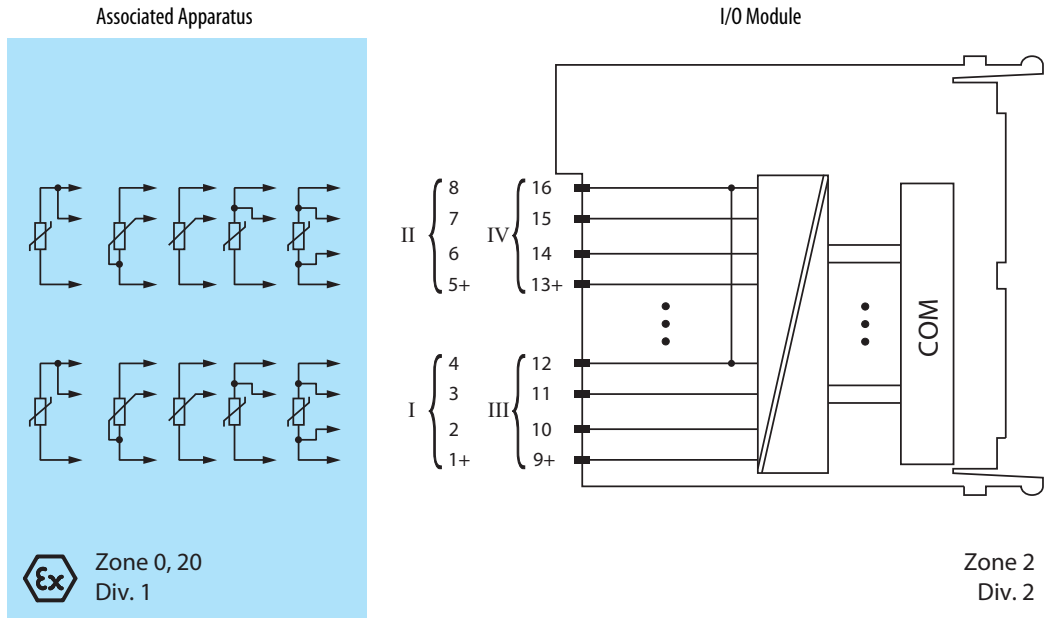 Associated Apparatus
I/O Module
II
8
7
6
5+
IV
16
15
14
13+
I
4
3
2
1+
III
12
11
10
9+
COM
Ex
Zone 0, 20
Div. 1
Zone 2
Div. 2